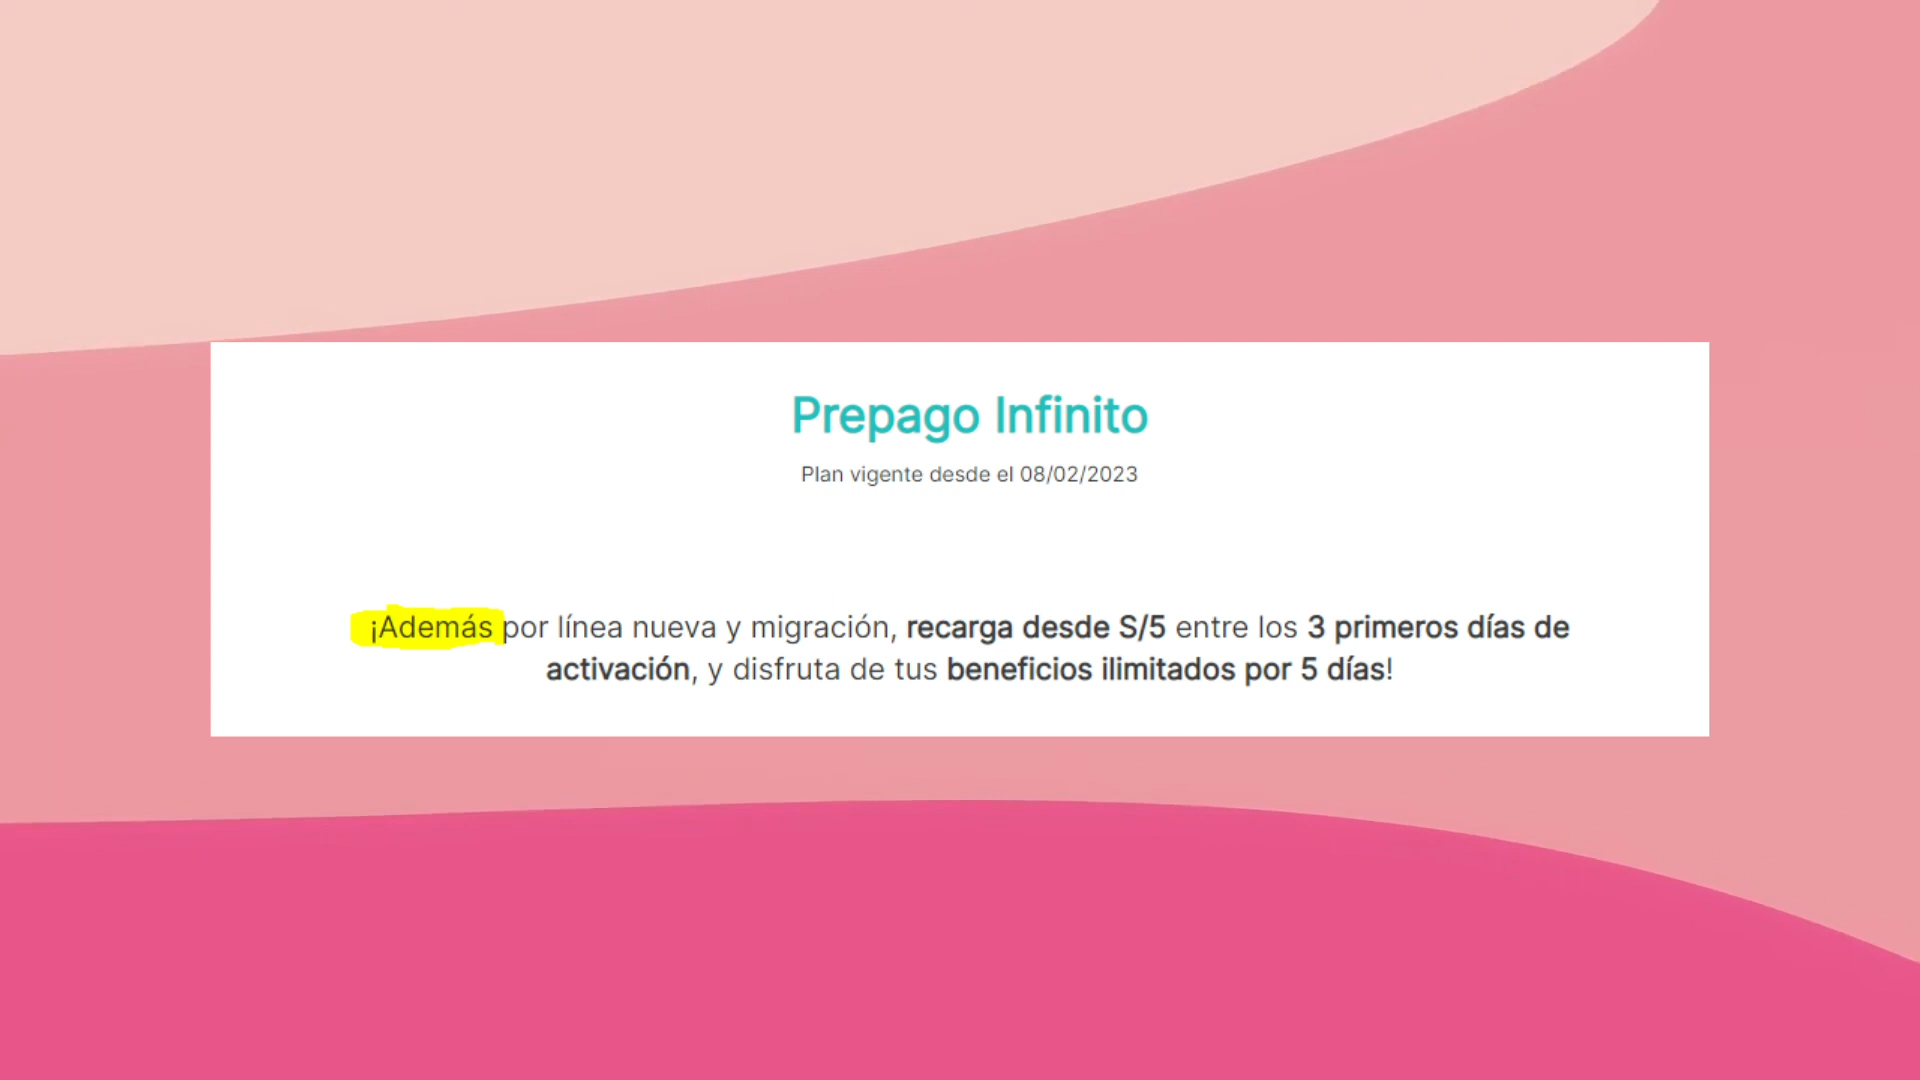 Prepago Infinito
Plan vigente desde el 08/02/2023
¡Además por línea nueva y migración, recarga desde S/5 entre los 3 primeros días de
activación, y disfruta de tus beneficios ilimitados por 5 días!